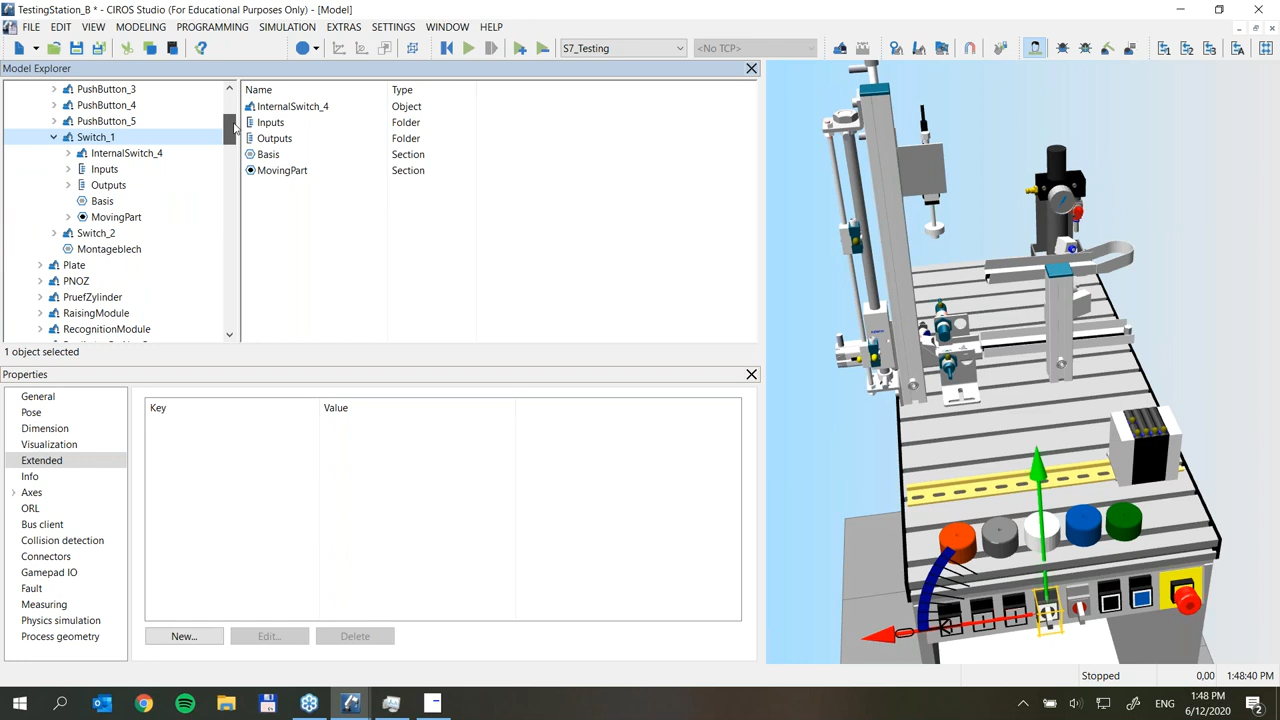 TestingStation_B * - CIROS Studio (For Educational Purposes Only) - [Model]
FILE EDIT VIEW MODELING PROGRAMMING SIMULATION EXTRAS SETTINGS WINDOW HELP
S7_Testing <No TCP>
Model Explorer
PushButton_3
PushButton_4
PushButton_5
Switch_1
InternalSwitch_4
Inputs
Outputs
Basis
MovingPart
Switch_2
Montageblech
Plate
PNOZ
PruefZylinder
RaisingModule
RecognitionModule
Name Type
InternalSwitch_4 Object
Inputs Folder
Outputs Folder
Basis Section
MovingPart Section
1 object selected
Properties
General
Pose
Dimension
Visualization
Extended
Info
Axes
ORL
Bus client
Collision detection
Connectors
Gamepad IO
Fault
Measuring
Physics simulation
Process geometry
Key Value
New... Edit... Delete
Stopped 0,00 1:48:40 PM
ENG
1:48 PM
6/12/2020
2